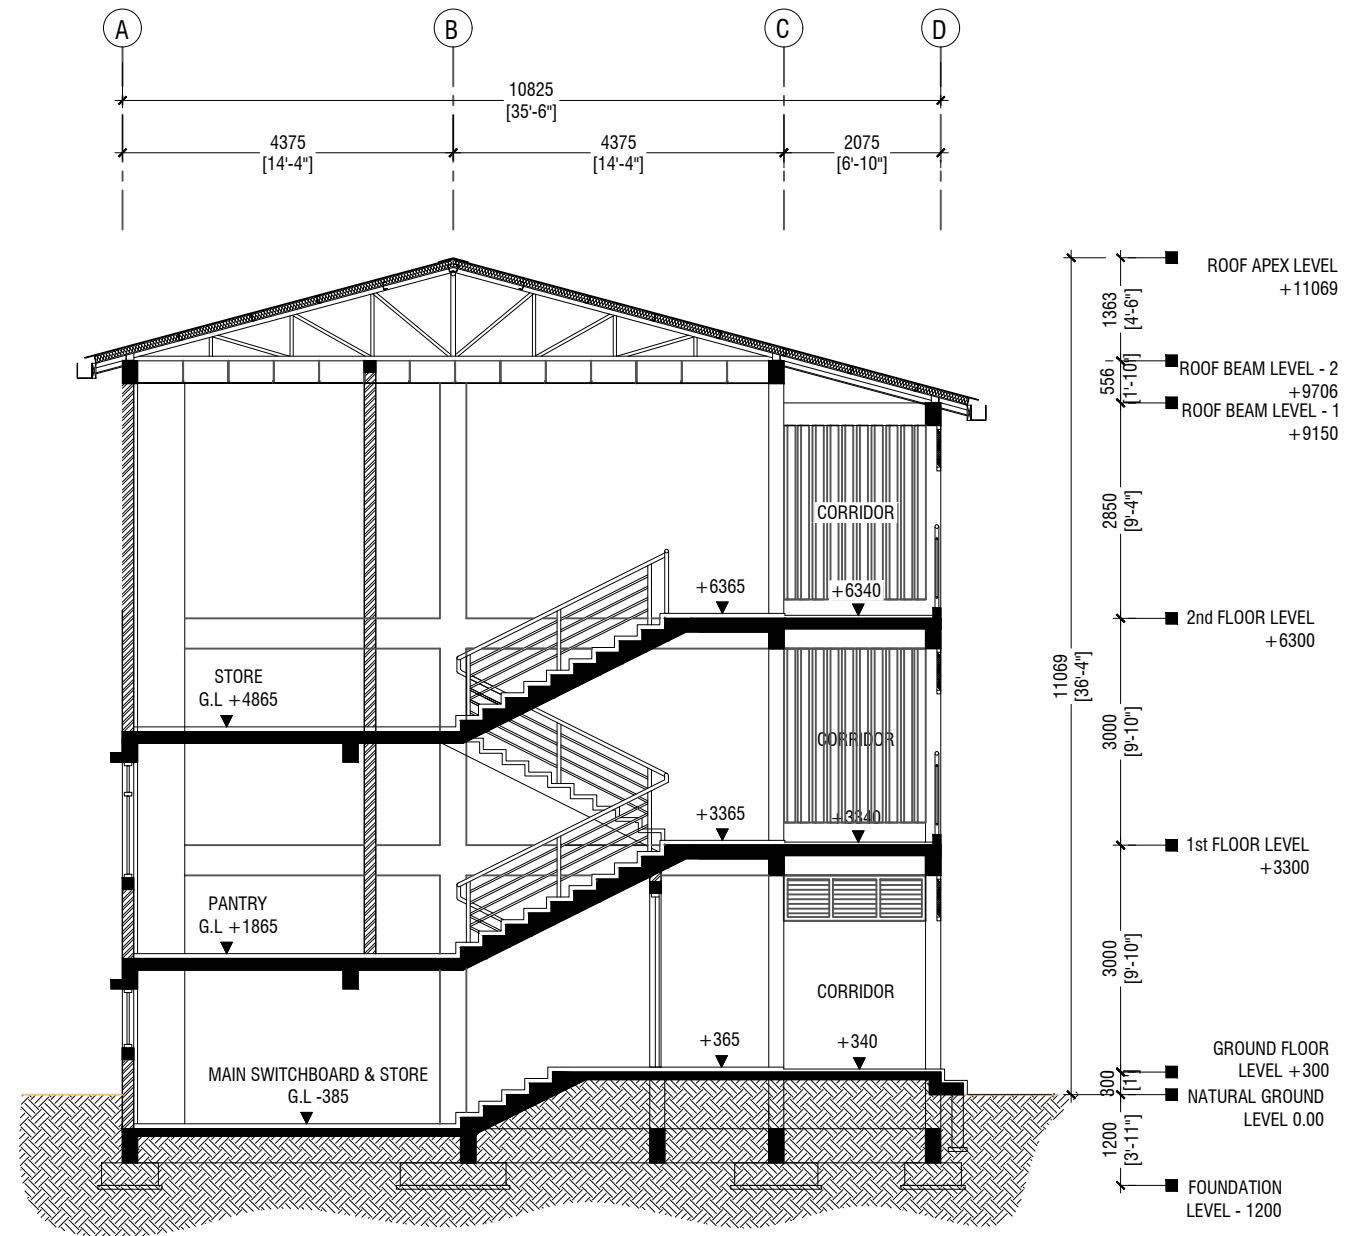 A
B
C
D
10825
[35'-6"]
4375
[14'-4"]
4375
[14'-4"]
2075
[6'-10"]
ROOF APEX LEVEL
+11069
1363
[4-6"]
ROOF BEAM LEVEL - 2
+9706
556
[1'-10"]
ROOF BEAM LEVEL - 1
+9150
2850
[9'-4"]
CORRIDOR
+6365
+6340
2nd FLOOR LEVEL
+6300
STORE
G.L +4865
11069
[36'-4"]
3000
[9'-10"]
CORRIDOR
+3365
+3340
1st FLOOR LEVEL
+3300
PANTRY
G.L +1865
3000
[9'-10"]
CORRIDOR
+365
+340
GROUND FLOOR
LEVEL +300
MAIN SWITCHBOARD & STORE
G.L -385
300
[1']
NATURAL GROUND
LEVEL 0.00
1200
[3'-11"]
FOUNDATION
LEVEL - 1200